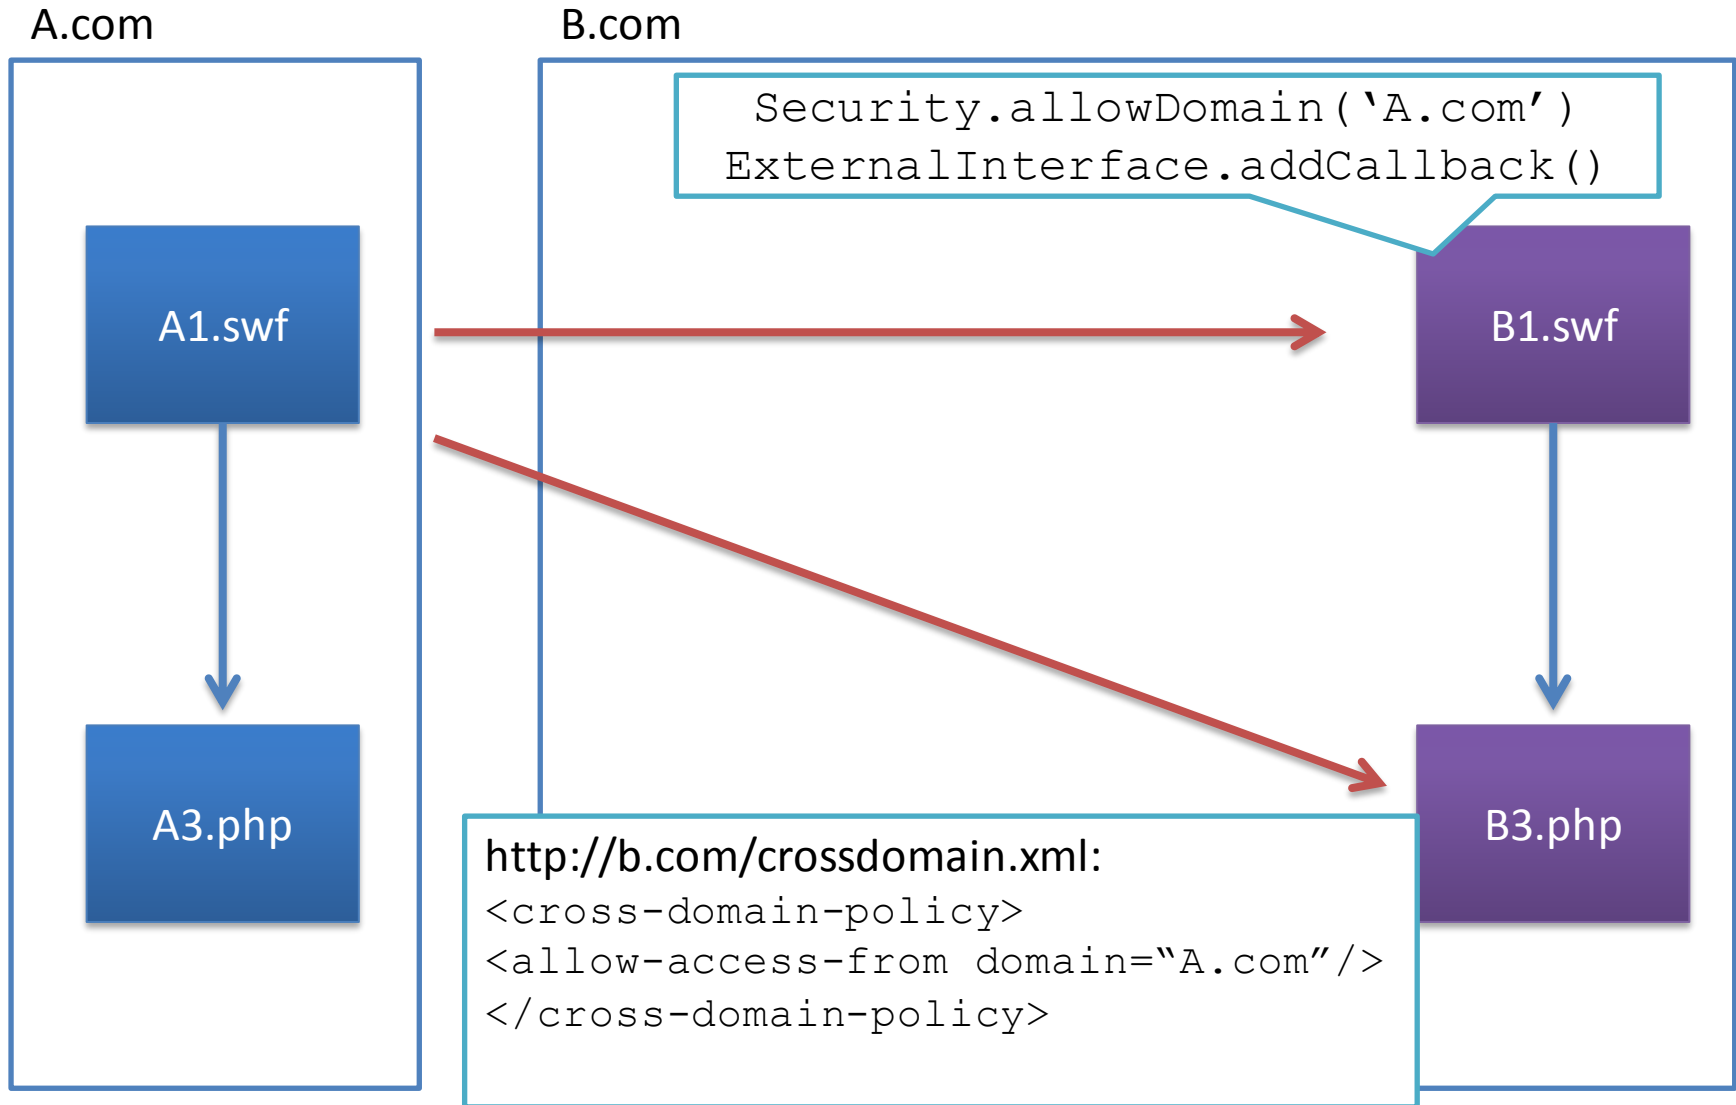 A.com
B.com
Security.allowDomain(‘A.com’)
ExternalInterface.addCallback()
A1.swf
B1.swf
A3.php
B3.php
http://b.com/crossdomain.xml:
<cross-domain-policy>
<allow-access-from domain=“A.com”/>
</cross-domain-policy>